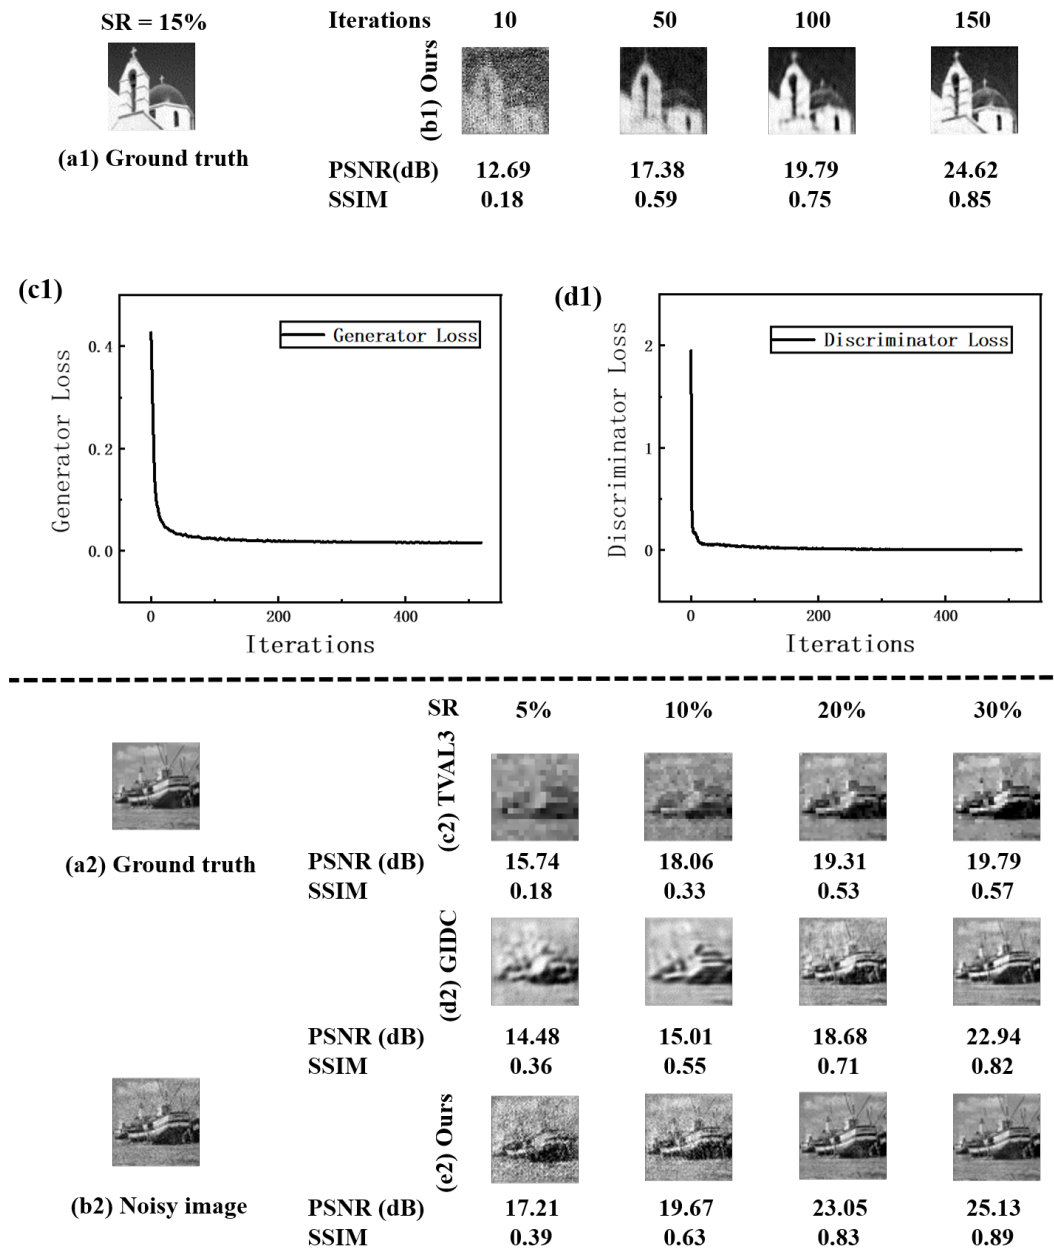 SR = 15%
Iterations 10 50 100 150
(b1) Ours
(a1) Ground truth
PSNR(dB) 12.69 17.38 19.79 24.62
SSIM 0.18 0.59 0.75 0.85
(c1)
Generator Loss
0.4
0.2
0.0
Generator Loss
0 200 400
Iterations
(d1)
Discriminator Loss
2
1
0
Discriminator Loss
0 200 400
Iterations
SR 5% 10% 20% 30%
(c2) TVAL3
(a2) Ground truth
PSNR (dB) 15.74 18.06 19.31 19.79
SSIM 0.18 0.33 0.53 0.57
(d2) GIDC
PSNR (dB) 14.48 15.01 18.68 22.94
SSIM 0.36 0.55 0.71 0.82
(e2) Ours
(b2) Noisy image
PSNR (dB) 17.21 19.67 23.05 25.13
SSIM 0.39 0.63 0.83 0.89